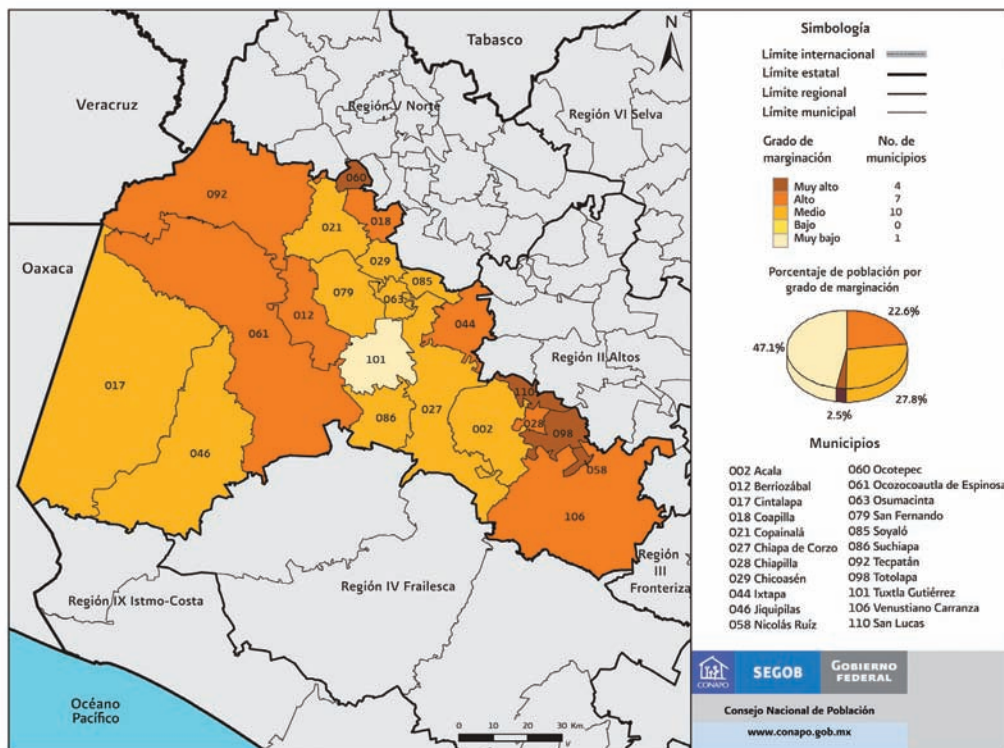 Tabasco
N
Veracruz
Región V Norte
Región VI Selva
092
060
018
021
029
085
Oaxaca
079
063
012
044
061
101
Región II Altos
017
110
086
027
028
002
098
046
058
106
Región
III
Fronteriza
Región IV Frailesca
Región IX Istmo-Costa
Océano
Pacífico
0 10 20 30 Km.
Simbología
Límite internacional
Límite estatal
Límite regional
Límite municipal
Grado de marginación
No. de municipios
Muy alto 4
Alto 7
Medio 10
Bajo 0
Muy bajo 1
Porcentaje de población por
grado de marginación
22.6%
47.1%
27.8%
2.5%
Municipios
002 Acala
012 Berriozábal
017 Cintalapa
018 Coapilla
021 Copainalá
027 Chiapa de Corzo
028 Chiapilla
029 Chicoasén
044 Ixtapa
046 Jiquipilas
058 Nicolás Ruíz
060 Ocotepec
061 Ocozocoautla de Espinosa
063 Osumacinta
079 San Fernando
085 Soyaló
086 Suchiapa
092 Tecpatán
098 Totolapa
101 Tuxtla Gutiérrez
106 Venustiano Carranza
110 San Lucas
CONAPO
SEGOB
GOBIERNO
FEDERAL
Consejo Nacional de Población
www.conapo.gob.mx